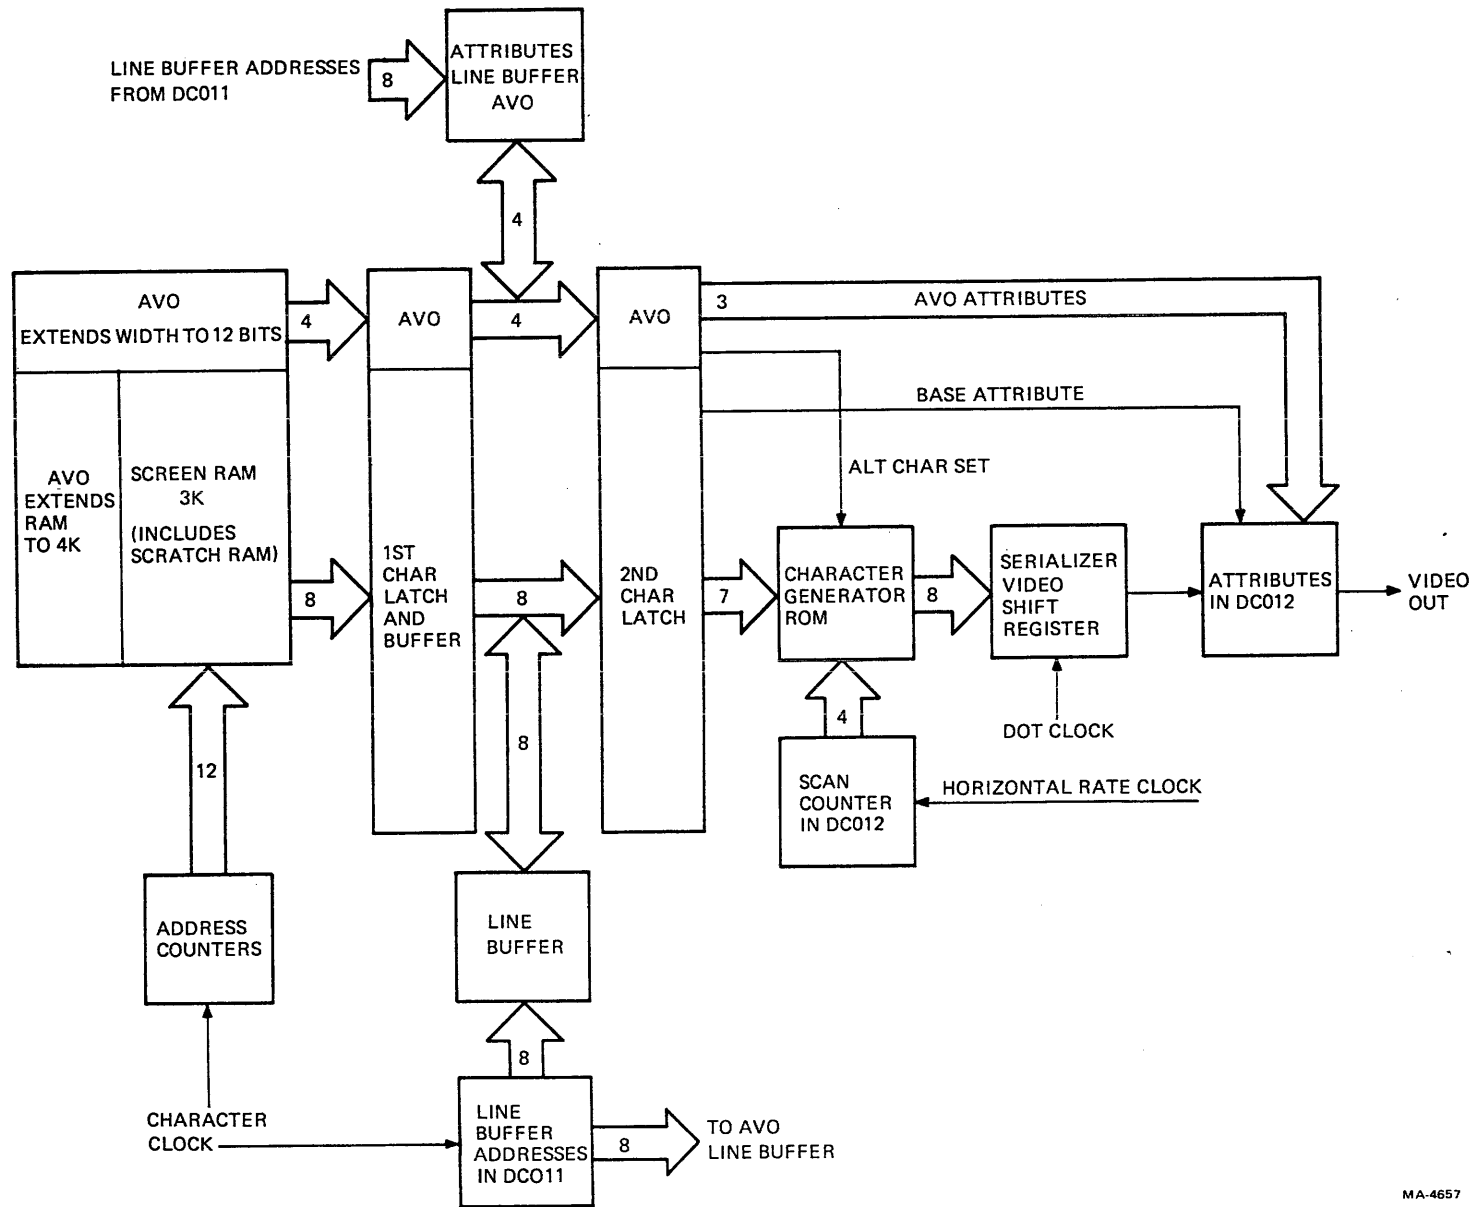 LINE BUFFER ADDRESSES
FROM DC011
8
ATTRIBUTES
LINE BUFFER
AVO
4
AVO
EXTENDS WIDTH TO 12 BITS
4
AVO
4
AVO
3
AVO ATTRIBUTES
BASE ATTRIBUTE
ALT CHAR SET
AVO
EXTENDS
RAM
TO 4K
SCREEN RAM
3K
(INCLUDES
SCRATCH RAM)
8
1ST
CHAR
LATCH
AND
BUFFER
8
2ND
CHAR
LATCH
7
CHARACTER
GENERATOR
ROM
8
SERIALIZER
VIDEO
SHIFT
REGISTER
ATTRIBUTES
IN DC012
VIDEO
OUT
12
8
4
DOT CLOCK
SCAN
COUNTER
IN DC012
HORIZONTAL RATE CLOCK
ADDRESS
COUNTERS
LINE
BUFFER
8
CHARACTER
CLOCK
LINE
BUFFER
ADDRESSES
IN DC011
8
TO AVO
LINE BUFFER
MA-4657